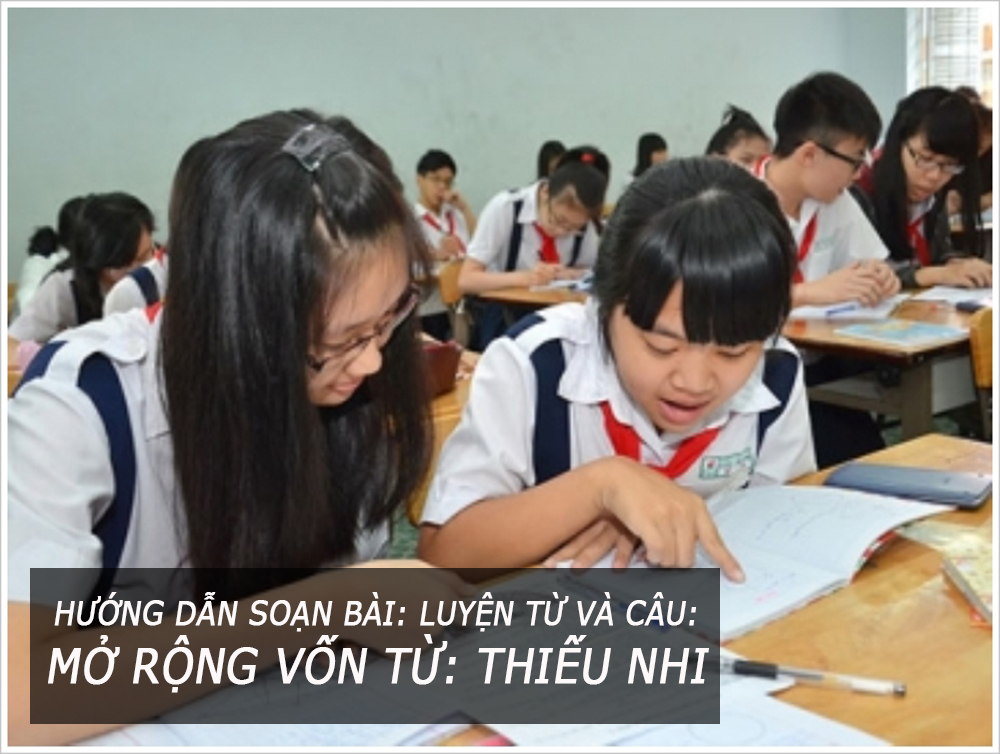 HƯỚNG DẪN SOẠN BÀI: LUYỆN TỪ VÀ CÂU:
MỞ RỘNG VỐN TỪ: THIẾU NHI